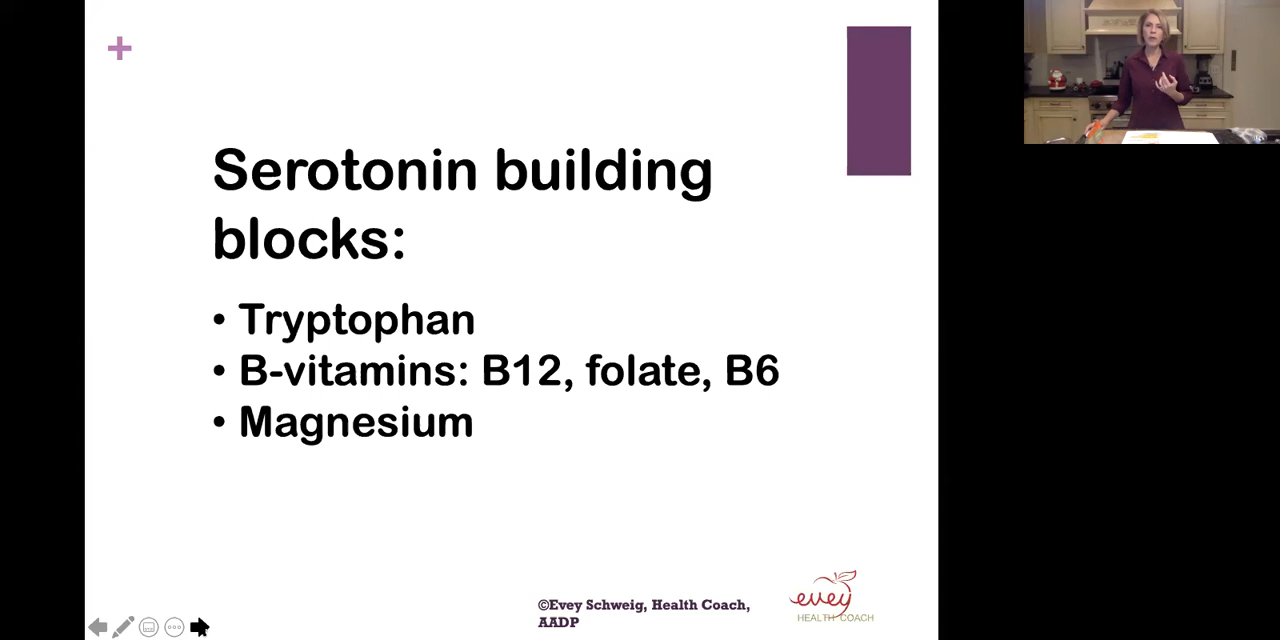 Serotonin building
blocks:
• Tryptophan
• B-vitamins: B12, folate, B6
• Magnesium
©Evey Schweig, Health Coach,
AADP
evey
HEALTH COACH